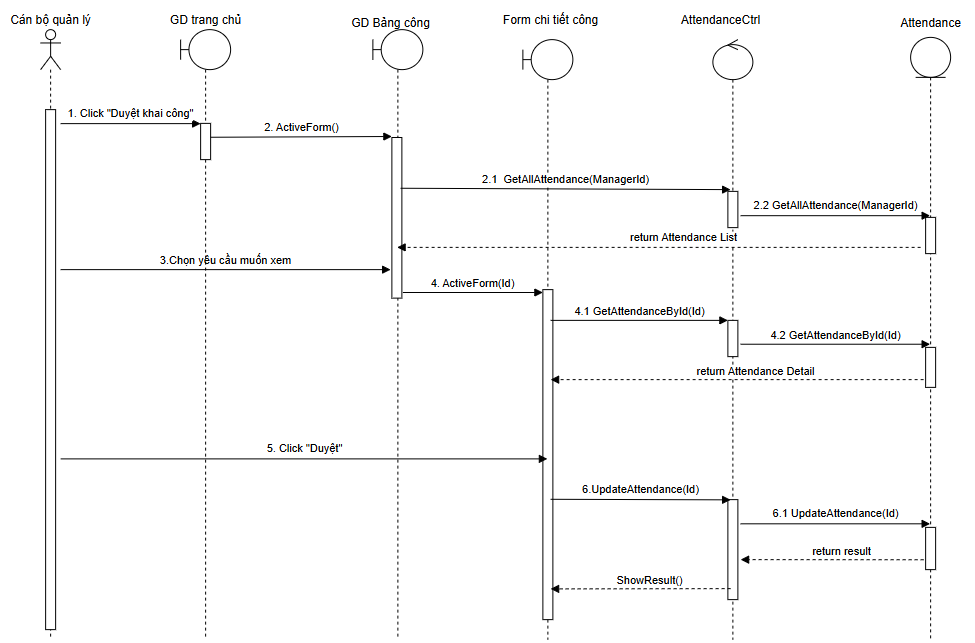 Cán bộ quản lý
GD trang chủ
GD Bảng công
Form chi tiết công
AttendanceCtrl
Attendance
1. Click "Duyệt khai công"
2. ActiveForm()
2.1 GetAllAttendance(ManagerId)
2.2 GetAllAttendance(ManagerId)
return Attendance List
3.Chọn yêu cầu muốn xem
4. ActiveForm(Id)
4.1 GetAttendanceById(Id)
4.2 GetAttendanceById(Id)
return Attendance Detail
5. Click "Duyệt"
6.UpdateAttendance(Id)
6.1 UpdateAttendance(Id)
return result
ShowResult()